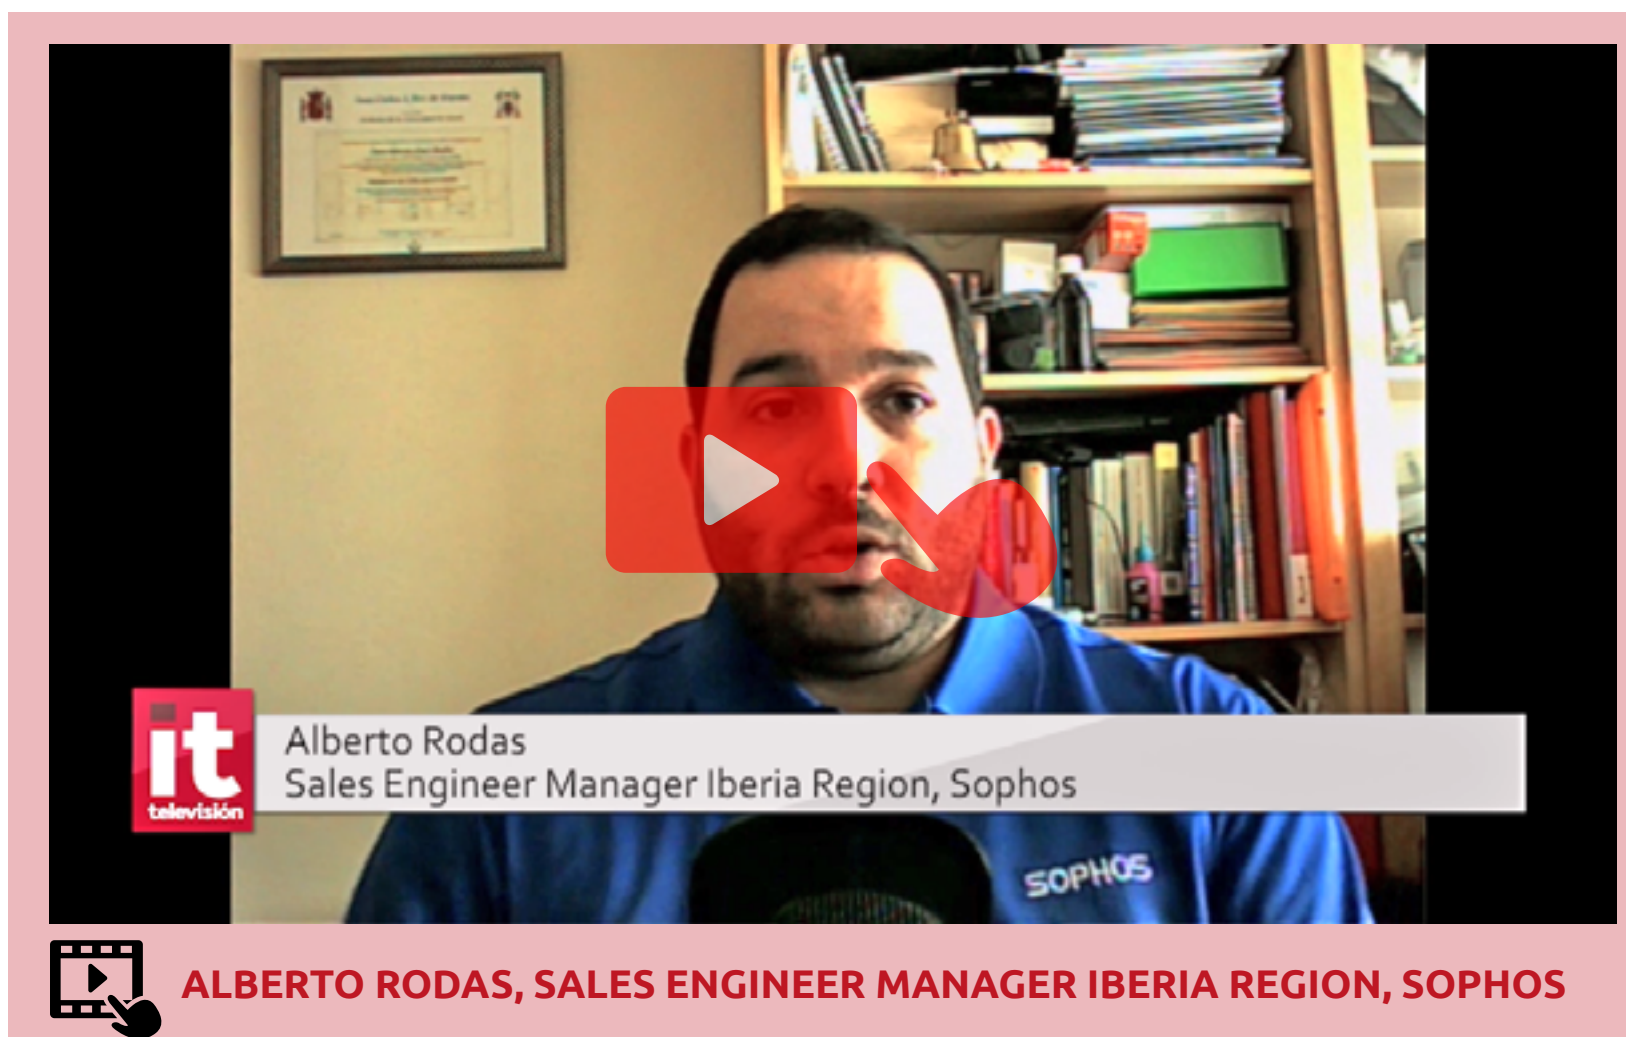 Alberto Rodas
Sales Engineer Manager Iberia Region, Sophos
it
televisión
SOPHOS
ALBERTO RODAS, SALES ENGINEER MANAGER IBERIA REGION, SOPHOS